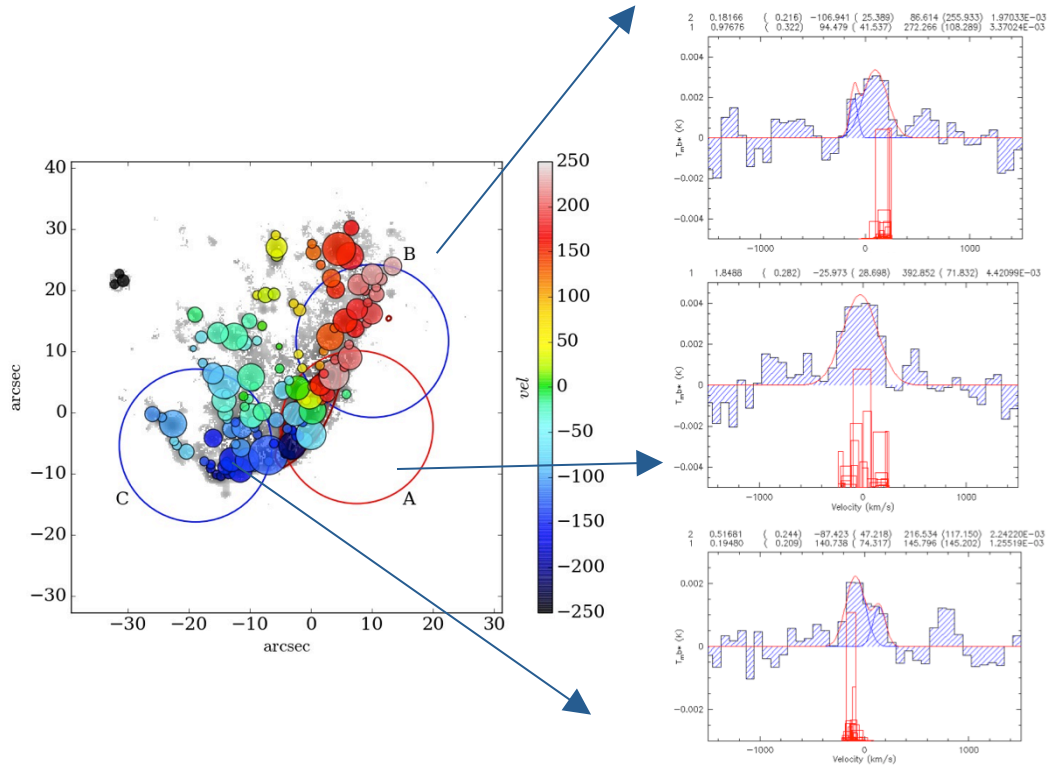 2 0.18166 ( 0.216) -106.941 ( 25.389) 86.614 (255.933) 1.97033E-03
1 0.97676 ( 0.322) 94.479 ( 41.537) 272.266 (108.289) 3.37024E-03
0.004
0.002
0
-0.002
-0.004
T_mb* (K)
-1000 0 1000
40
30
20
10
0
−10
−20
−30
arcsec
−30 −20 −10 0 10 20 30
arcsec
B
C
A
250
200
150
100
50
0
−50
−100
−150
−200
−250
vel
1 1.8488 ( 0.282) -25.973 ( 28.698) 392.852 ( 71.832) 4.42099E-03
0.004
0.002
0
-0.002
-0.004
T_mb* (K)
-1000 0 1000
Velocity (km/s)
2 0.51681 ( 0.244) -87.423 ( 47.218) 216.534 (117.150) 2.24220E-03
1 0.19480 ( 0.209) 140.738 ( 74.317) 145.796 (145.202) 1.25519E-03
0.002
0
-0.002
T_mb* (K)
-1000 0 1000
Velocity (km/s)